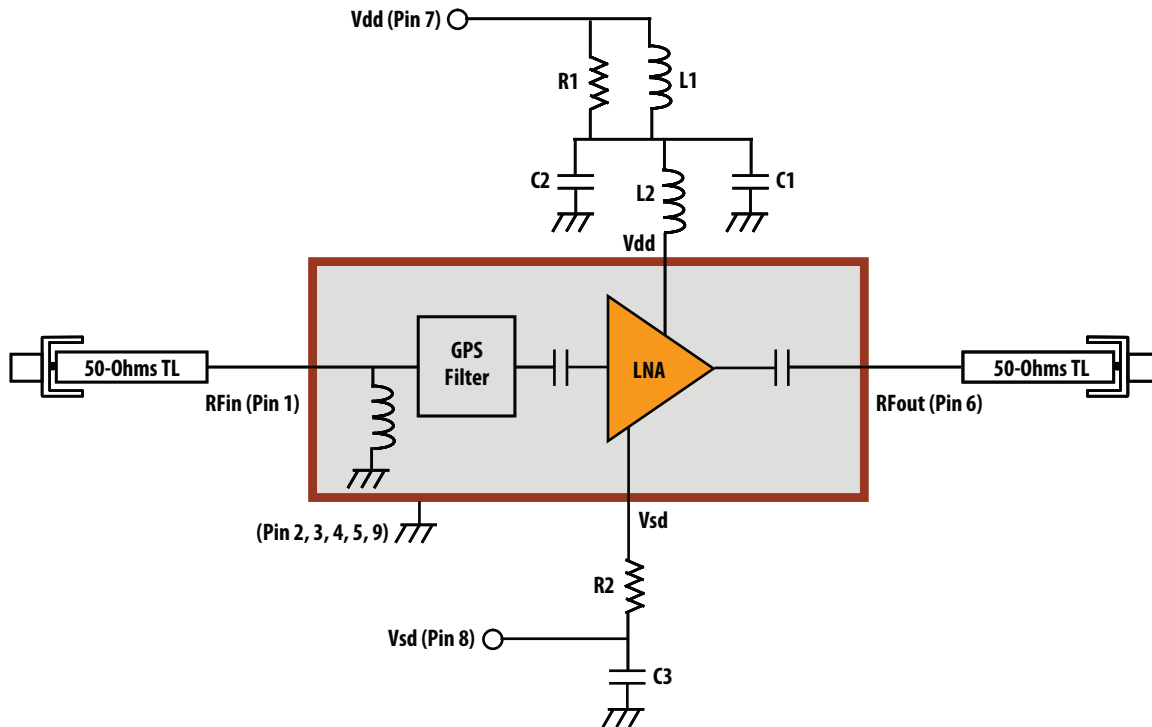 Vdd (Pin 7)
R1
L1
C2
L2
C1
Vdd
50-Ohms TL
GPS
Filter
LNA
50-Ohms TL
RFin (Pin 1)
RFout (Pin 6)
(Pin 2, 3, 4, 5, 9)
Vsd
R2
Vsd (Pin 8)
C3